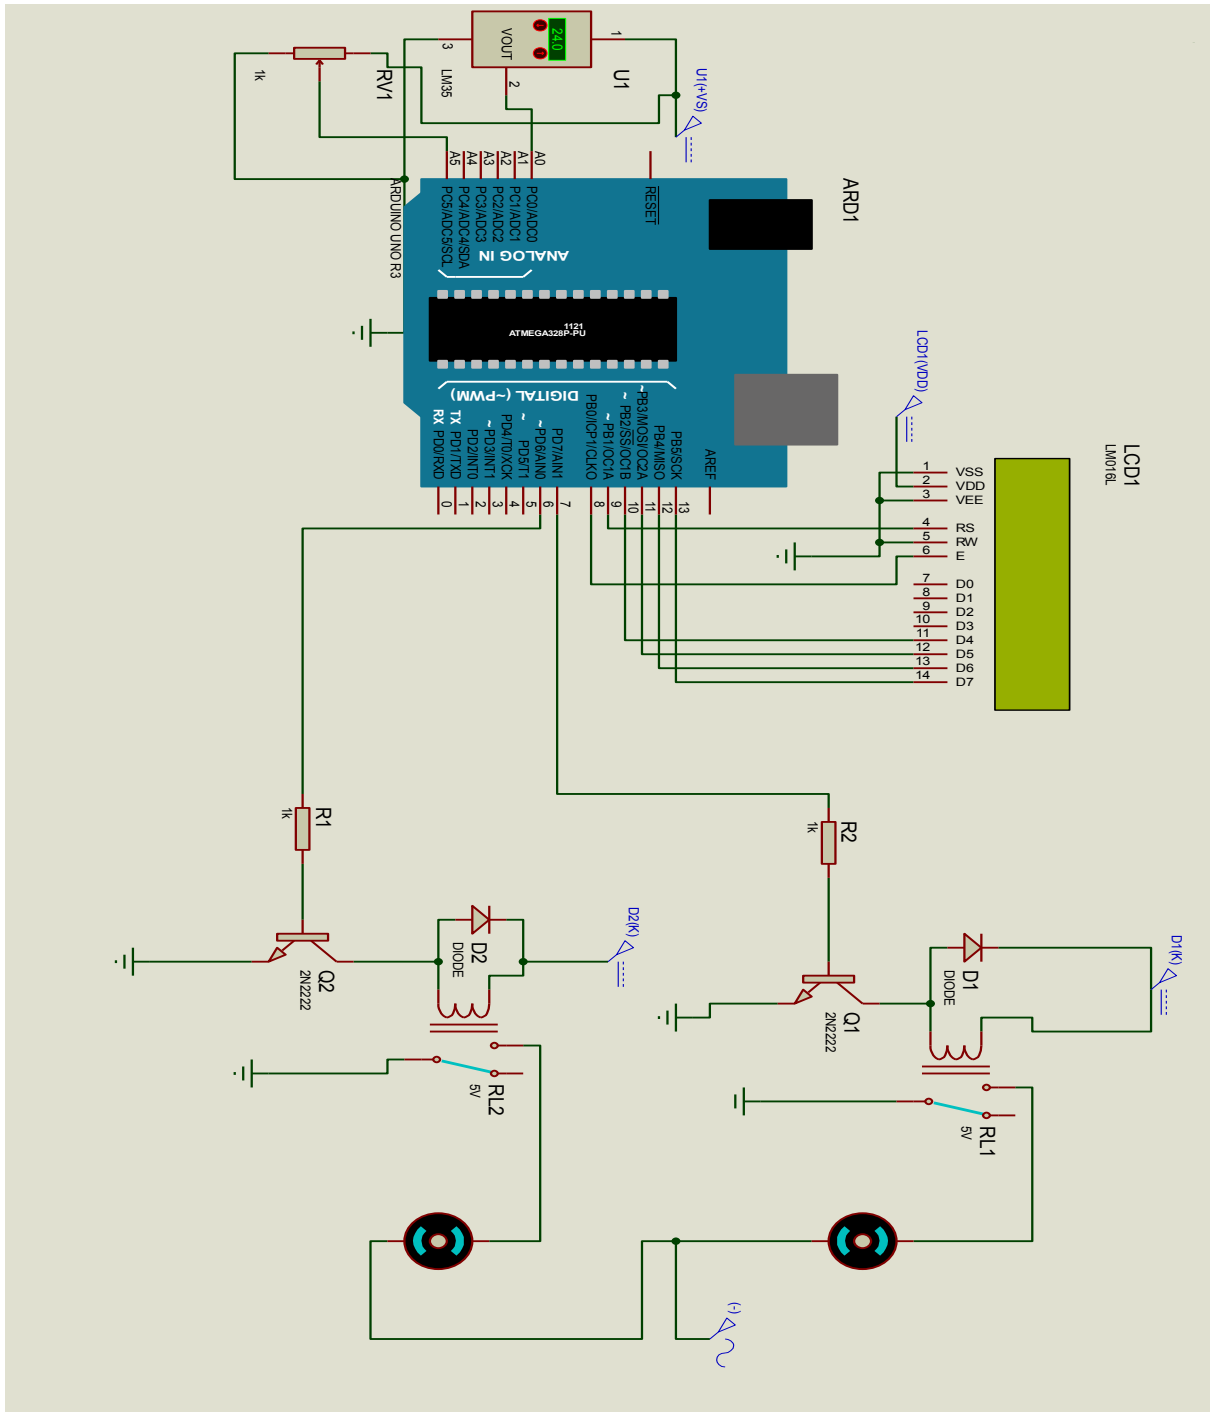 U1
LM35
24.0
VOUT
1
2
3
U1(+VS)
RV1
1k
ARD1
ARDUINO UNO R3
RESET
A0
A1
A2
A3
A4
A5
PC0/ADC0
PC1/ADC1
PC2/ADC2
PC3/ADC3
PC4/ADC4/SDA
PC5/ADC5/SCL
ANALOG IN
1121
ATMEGA328P-PU
DIGITAL (~PWM)
AREF
PB5/SCK
PB4/MISO
~PB3/MOSI/OC2A
~ PB2/SS/OC1B
~ PB1/OC1A
PB0/ICP1/CLKO
PD7/AIN1
~PD6/AIN0
~ PD5/T1
PD4/T0/XCK
~ PD3/INT1
PD2/INT0
TX PD1/TXD
RX PD0/RXD
13
12
11
10
9
8
7
6
5
4
3
2
1
0
LCD1
LM016L
LCD1(VDD)
1 VSS
2 VDD
3 VEE
4 RS
5 RW
6 E
7 D0
8 D1
9 D2
10 D3
11 D4
12 D5
13 D6
14 D7
R1
1k
R2
1k
Q2
2N2222
D2
DIODE
D2(K)
RL2
5V
Q1
2N2222
D1
DIODE
D1(K)
RL1
5V
(-)